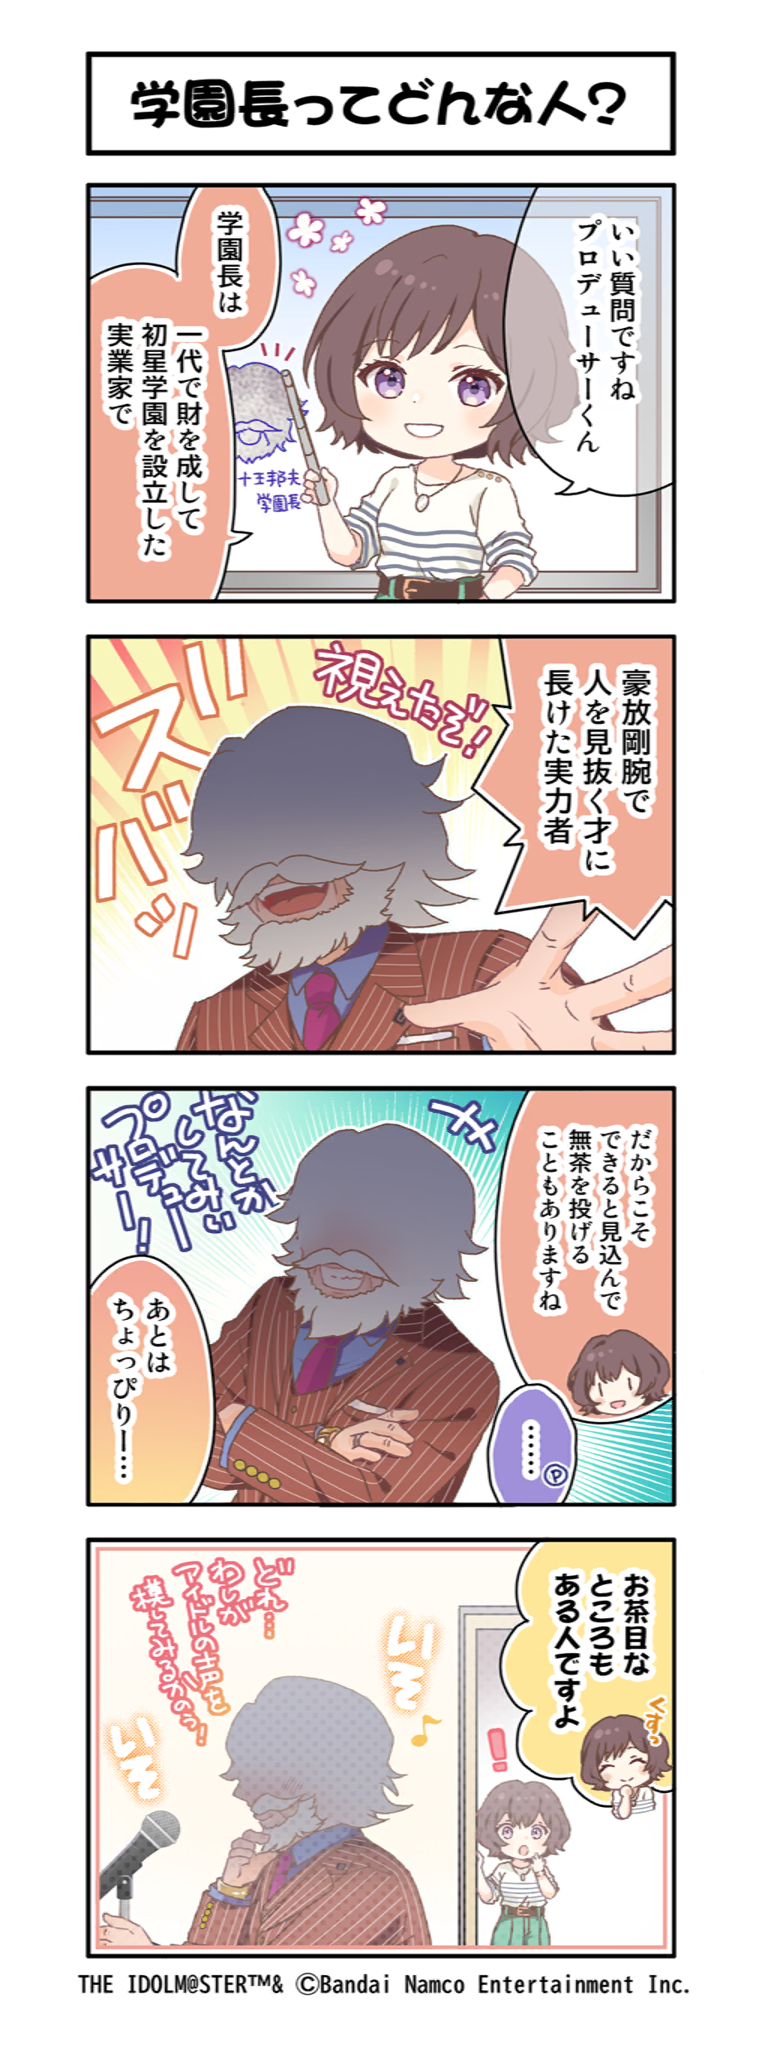 学園長ってどんな人?
いい質問ですね
プロデューサーくん
学園長は
一代で財を成して
初星学園を設立した
実業家で
十王邦夫
学園長
豪放剛腕で
人を見抜く才に
長けた実力者
視えたぞ!
ズバッ
だからこそ
できると見込んで
無茶を投げる
こともありますね
なんとか
してみぃ
プロデュー
サー!
……
P
あとは
ちょっぴりー…
お茶目な
ところも
ある人ですよ
くすっ
どれ…
わしが
アイドルの声を
模してみるかのう!
いそ
いそ
!
THE IDOLM@STER™& ©Bandai Namco Entertainment Inc.